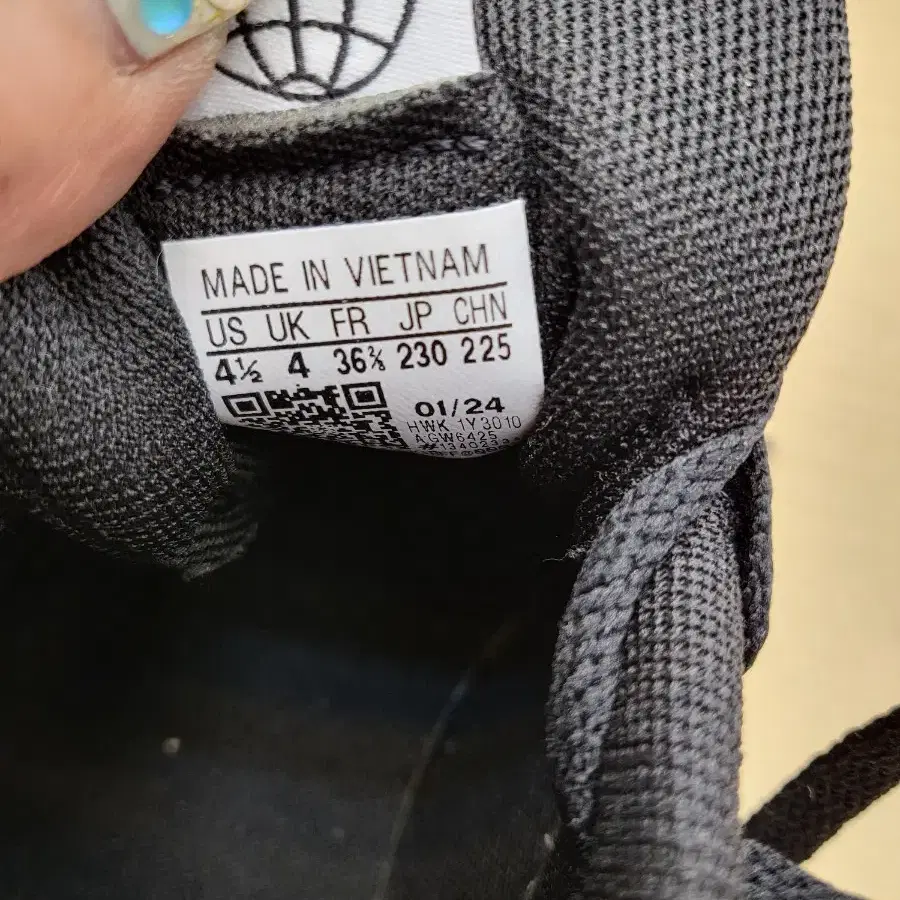 MADE IN VIETNAM
US UK FR JP CHN
4½ 4 36⅔ 230 225
01/24
HWK 1Y3010
AGW6425